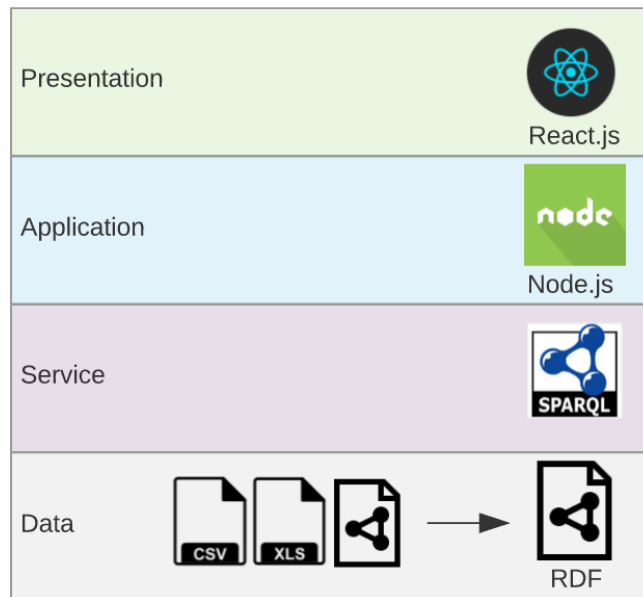 Presentation
React.js
Application
node
Node.js
Service
SPARQL
Data
CSV
XLS
RDF